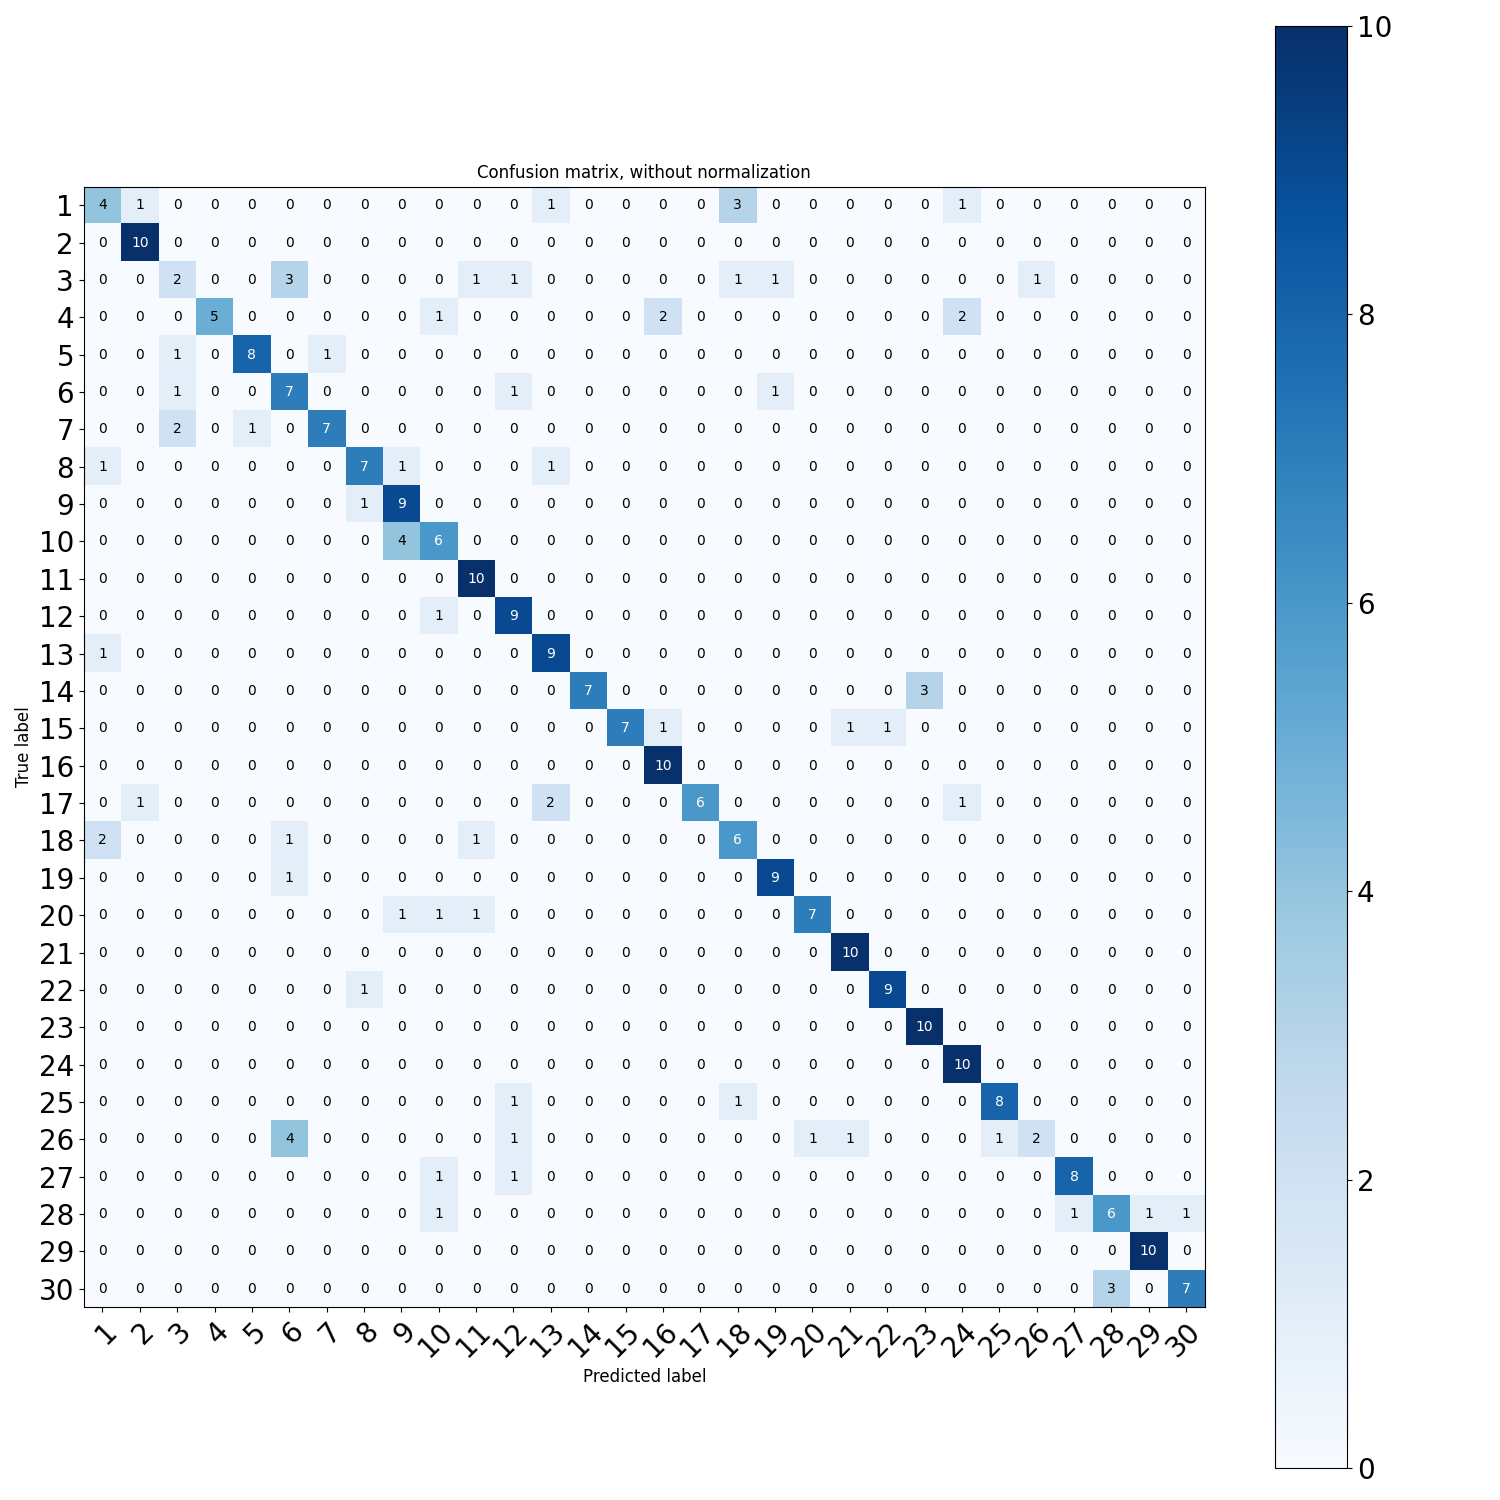 Confusion matrix, without normalization
True label
1 4 1 0 0 0 0 0 0 0 0 0 0 1 0 0 0 0 3 0 0 0 0 0 1 0 0 0 0 0 0
2 0 10 0 0 0 0 0 0 0 0 0 0 0 0 0 0 0 0 0 0 0 0 0 0 0 0 0 0 0 0
3 0 0 2 0 0 3 0 0 0 0 1 1 0 0 0 0 0 1 1 0 0 0 0 0 0 1 0 0 0 0
4 0 0 0 5 0 0 0 0 0 1 0 0 0 0 0 2 0 0 0 0 0 0 0 2 0 0 0 0 0 0
5 0 0 1 0 8 0 1 0 0 0 0 0 0 0 0 0 0 0 0 0 0 0 0 0 0 0 0 0 0 0
6 0 0 1 0 0 7 0 0 0 0 0 1 0 0 0 0 0 0 1 0 0 0 0 0 0 0 0 0 0 0
7 0 0 2 0 1 0 7 0 0 0 0 0 0 0 0 0 0 0 0 0 0 0 0 0 0 0 0 0 0 0
8 1 0 0 0 0 0 0 7 1 0 0 0 1 0 0 0 0 0 0 0 0 0 0 0 0 0 0 0 0 0
9 0 0 0 0 0 0 0 1 9 0 0 0 0 0 0 0 0 0 0 0 0 0 0 0 0 0 0 0 0 0
10 0 0 0 0 0 0 0 0 4 6 0 0 0 0 0 0 0 0 0 0 0 0 0 0 0 0 0 0 0 0
11 0 0 0 0 0 0 0 0 0 0 10 0 0 0 0 0 0 0 0 0 0 0 0 0 0 0 0 0 0 0
12 0 0 0 0 0 0 0 0 0 1 0 9 0 0 0 0 0 0 0 0 0 0 0 0 0 0 0 0 0 0
13 1 0 0 0 0 0 0 0 0 0 0 0 9 0 0 0 0 0 0 0 0 0 0 0 0 0 0 0 0 0
14 0 0 0 0 0 0 0 0 0 0 0 0 0 7 0 0 0 0 0 0 0 0 3 0 0 0 0 0 0 0
15 0 0 0 0 0 0 0 0 0 0 0 0 0 0 7 1 0 0 0 0 1 1 0 0 0 0 0 0 0 0
16 0 0 0 0 0 0 0 0 0 0 0 0 0 0 0 10 0 0 0 0 0 0 0 0 0 0 0 0 0 0
17 0 1 0 0 0 0 0 0 0 0 0 0 2 0 0 0 6 0 0 0 0 0 0 1 0 0 0 0 0 0
18 2 0 0 0 0 1 0 0 0 0 1 0 0 0 0 0 0 6 0 0 0 0 0 0 0 0 0 0 0 0
19 0 0 0 0 0 1 0 0 0 0 0 0 0 0 0 0 0 0 9 0 0 0 0 0 0 0 0 0 0 0
20 0 0 0 0 0 0 0 0 1 1 1 0 0 0 0 0 0 0 0 7 0 0 0 0 0 0 0 0 0 0
21 0 0 0 0 0 0 0 0 0 0 0 0 0 0 0 0 0 0 0 0 10 0 0 0 0 0 0 0 0 0
22 0 0 0 0 0 0 0 1 0 0 0 0 0 0 0 0 0 0 0 0 0 9 0 0 0 0 0 0 0 0
23 0 0 0 0 0 0 0 0 0 0 0 0 0 0 0 0 0 0 0 0 0 0 10 0 0 0 0 0 0 0
24 0 0 0 0 0 0 0 0 0 0 0 0 0 0 0 0 0 0 0 0 0 0 0 10 0 0 0 0 0 0
25 0 0 0 0 0 0 0 0 0 0 0 1 0 0 0 0 0 1 0 0 0 0 0 0 8 0 0 0 0 0
26 0 0 0 0 0 4 0 0 0 0 0 1 0 0 0 0 0 0 0 1 1 0 0 0 1 2 0 0 0 0
27 0 0 0 0 0 0 0 0 0 1 0 1 0 0 0 0 0 0 0 0 0 0 0 0 0 0 8 0 0 0
28 0 0 0 0 0 0 0 0 0 1 0 0 0 0 0 0 0 0 0 0 0 0 0 0 0 0 1 6 1 1
29 0 0 0 0 0 0 0 0 0 0 0 0 0 0 0 0 0 0 0 0 0 0 0 0 0 0 0 0 10 0
30 0 0 0 0 0 0 0 0 0 0 0 0 0 0 0 0 0 0 0 0 0 0 0 0 0 0 0 3 0 7
1 2 3 4 5 6 7 8 9 10 11 12 13 14 15 16 17 18 19 20 21 22 23 24 25 26 27 28 29 30
Predicted label
10
8
6
4
2
0